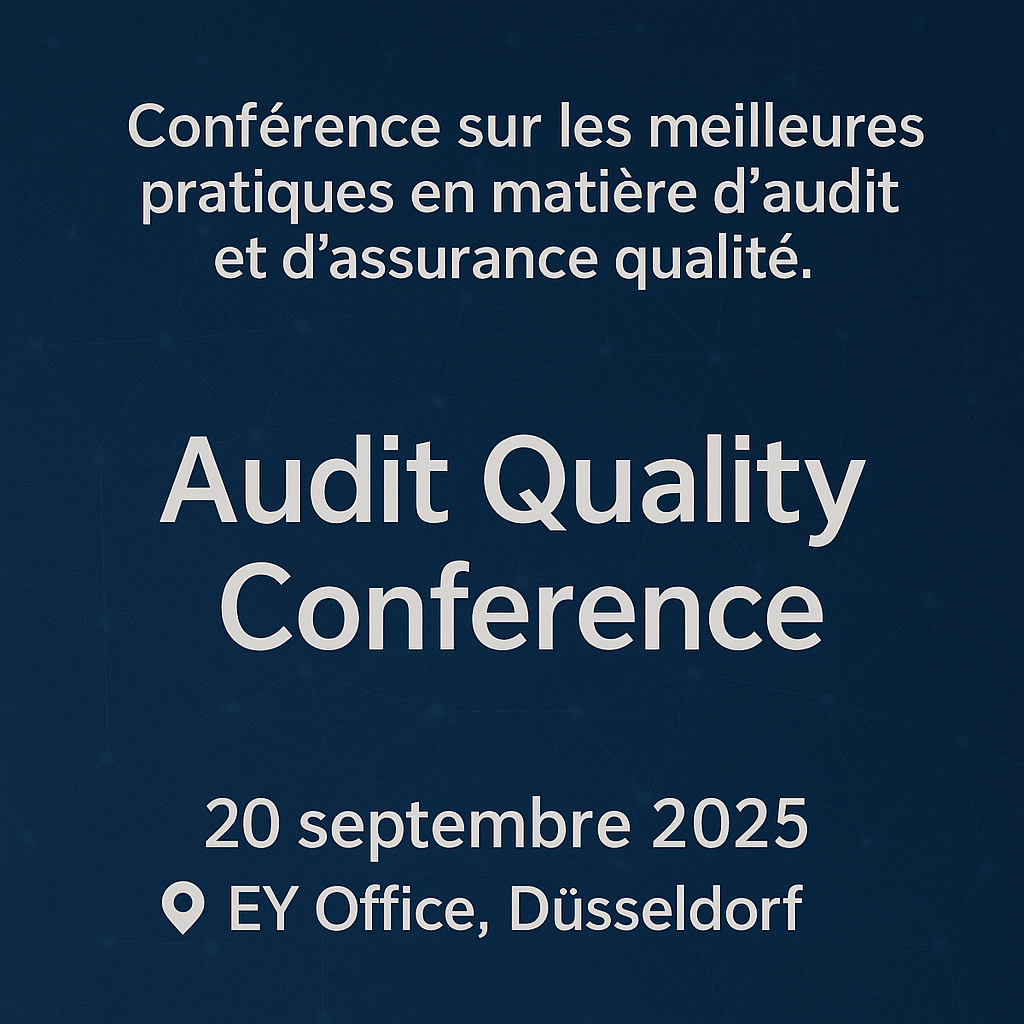 Conférence sur les meilleures
pratiques en matière d’audit
et d’assurance qualité.
Audit Quality
Conference
20 septembre 2025
EY Office, Düsseldorf